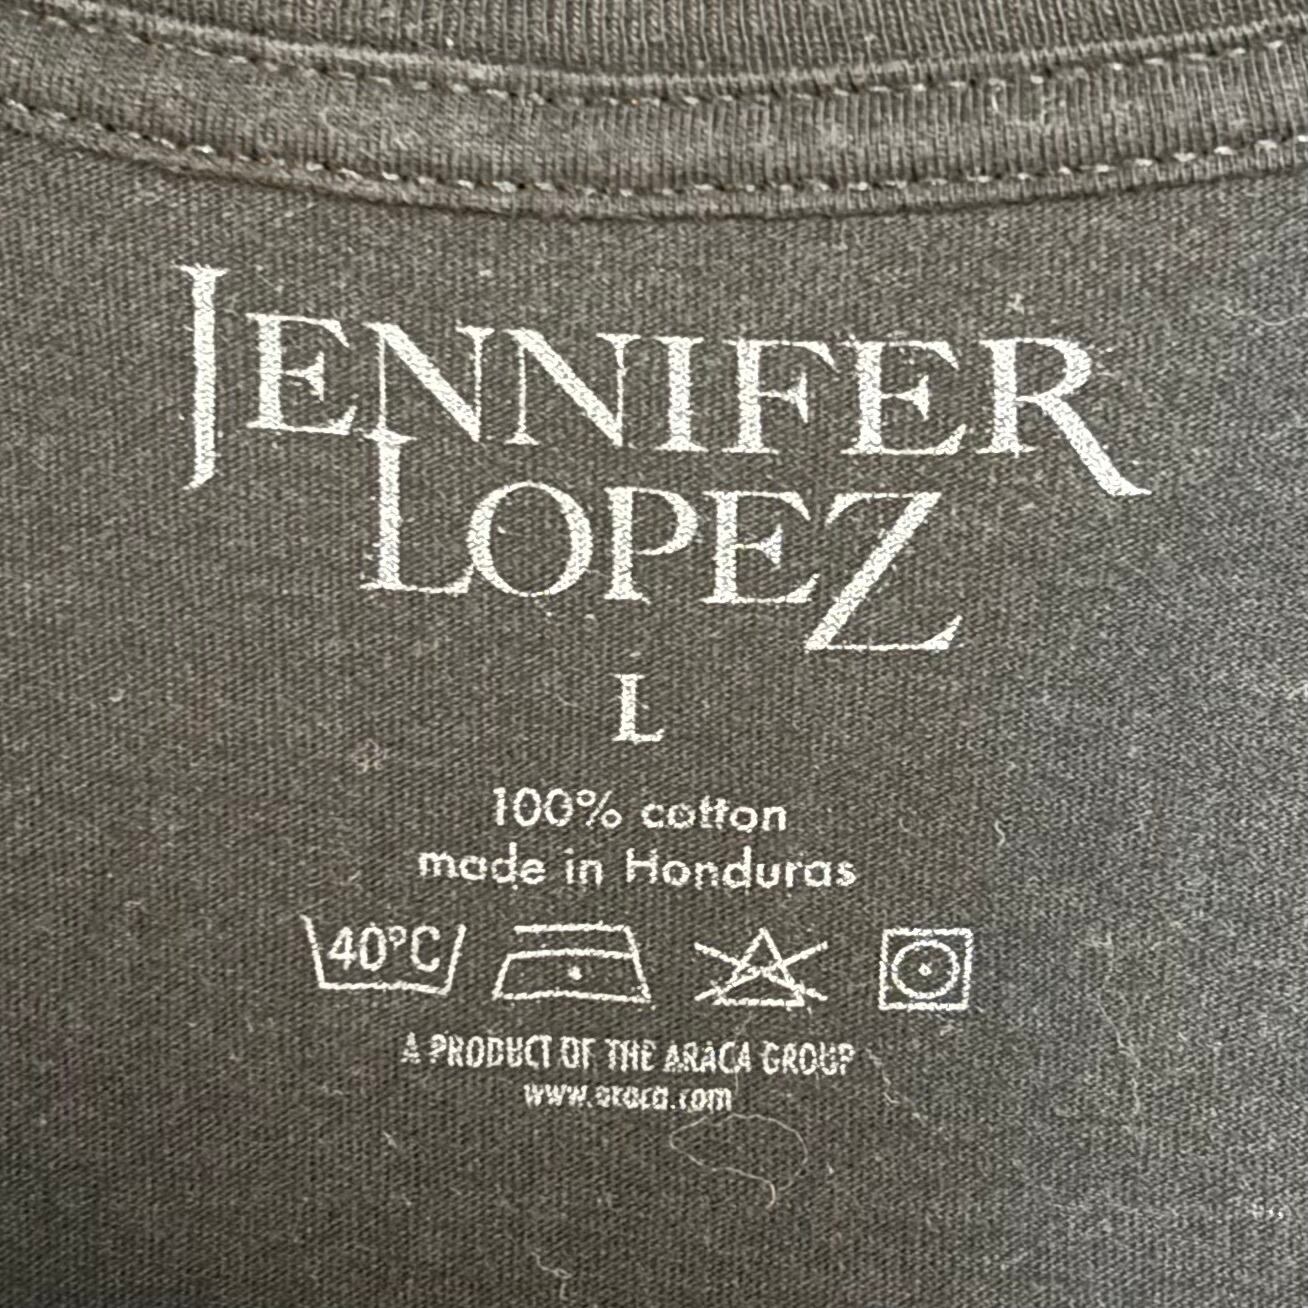 JENNIFER
LOPEZ
L
100% cotton
made in Honduras
40°C
A PRODUCT OF THE ARACA GROUP
www.araca.com